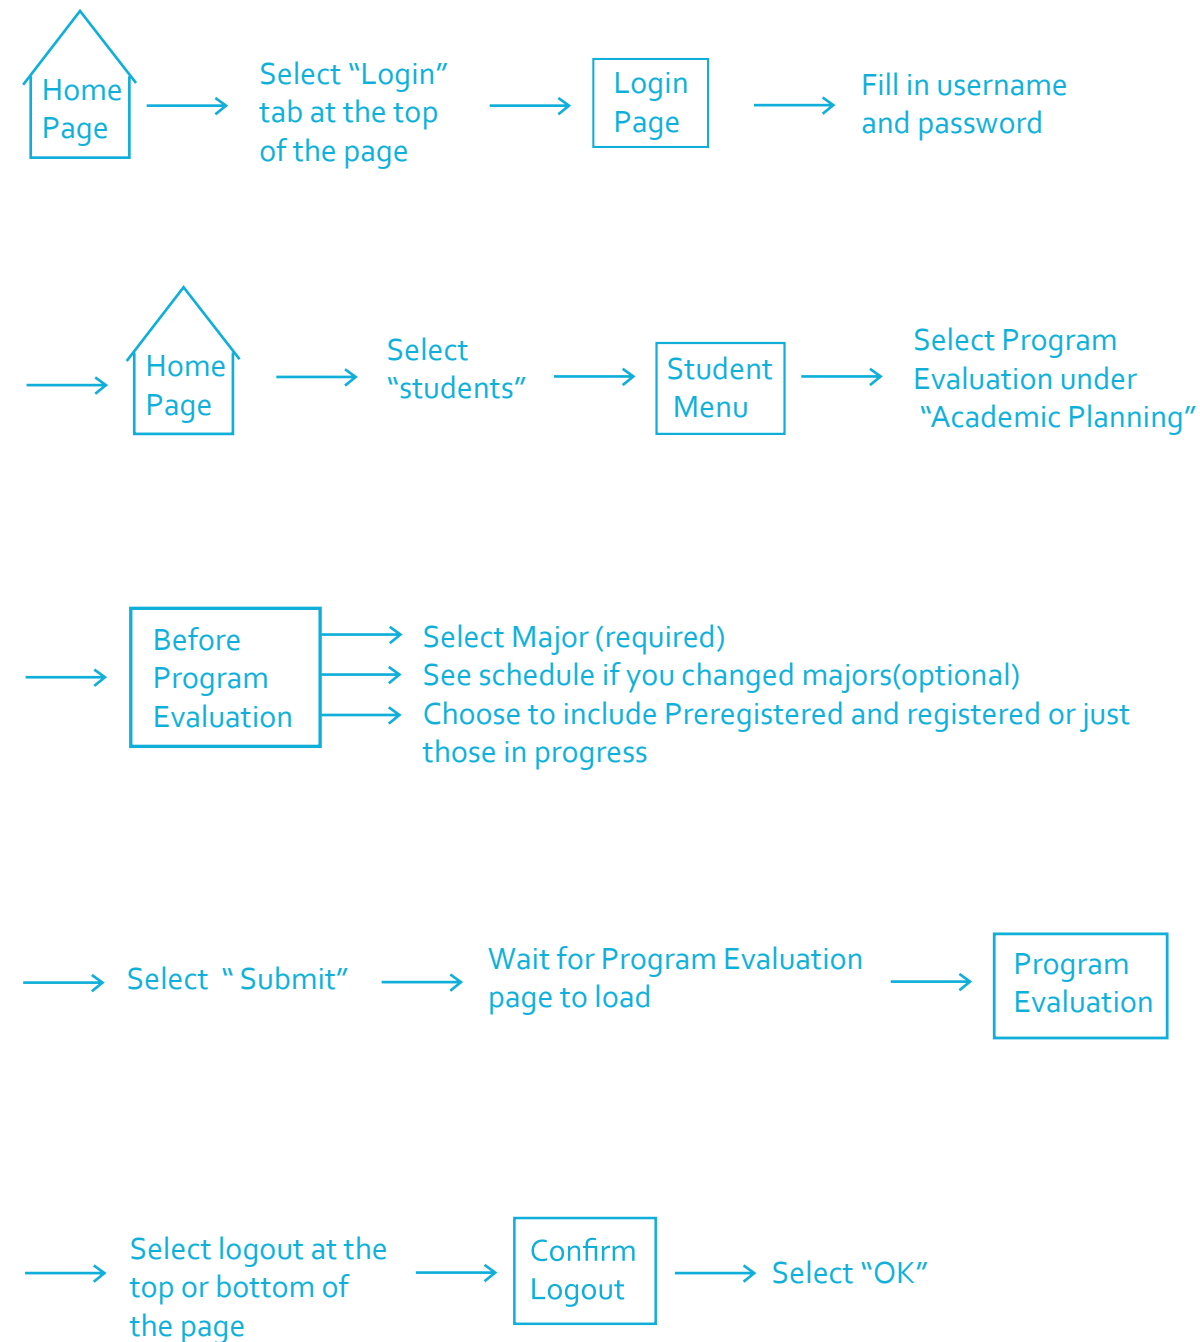 Home
Page
Select “Login”
tab at the top
of the page
Login
Page
Fill in username
and password
Home
Page
Select
“students”
Student
Menu
Select Program
Evaluation under
“Academic Planning”
Before
Program
Evaluation
Select Major (required)
See schedule if you changed majors(optional)
Choose to include Preregistered and registered or just
those in progress
Select “ Submit”
Wait for Program Evaluation
page to load
Program
Evaluation
Select logout at the
top or bottom of
the page
Confirm
Logout
Select “OK”